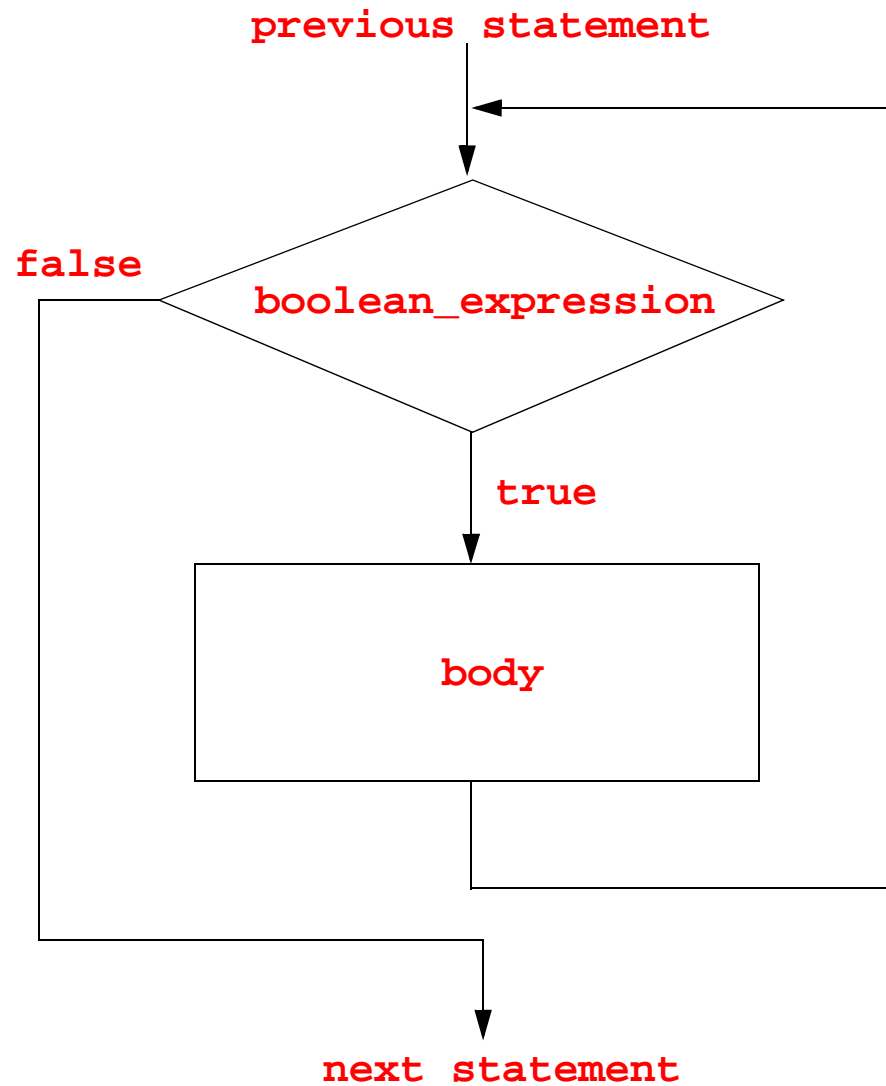 previous statement
false
boolean_expression
true
body
next statement